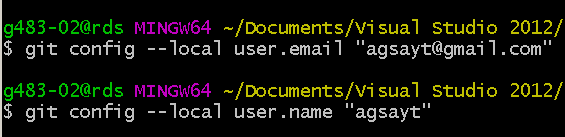 g483-02@rds MINGW64 ~/Documents/Visual Studio 2012/
$ git config --local user.email "agsayt@gmail.com"
g483-02@rds MINGW64 ~/Documents/Visual Studio 2012/
$ git config --local user.name "agsayt"